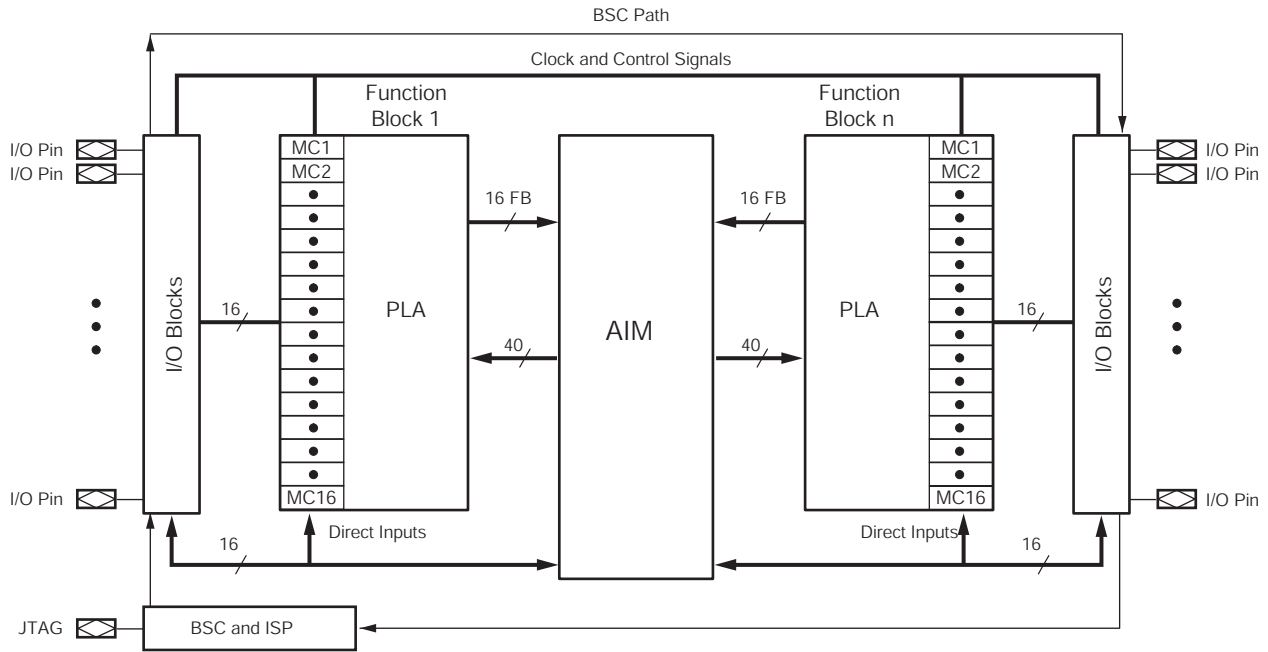 BSC Path
Clock and Control Signals
Function
Block 1
Function
Block n
I/O Pin
I/O Pin
I/O Pin
I/O Blocks
16
MC1
MC2
MC16
PLA
16 FB
40
AIM
16 FB
40
PLA
MC1
MC2
MC16
16
I/O Blocks
I/O Pin
I/O Pin
I/O Pin
16
Direct Inputs
Direct Inputs
16
JTAG
BSC and ISP